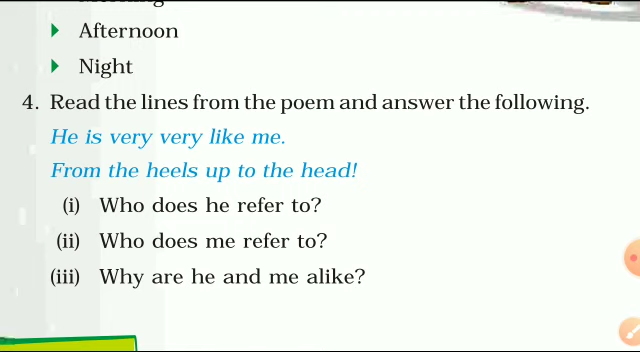 Afternoon
Night
4. Read the lines from the poem and answer the following.
He is very very like me.
From the heels up to the head!
(i) Who does he refer to?
(ii) Who does me refer to?
(iii) Why are he and me alike?